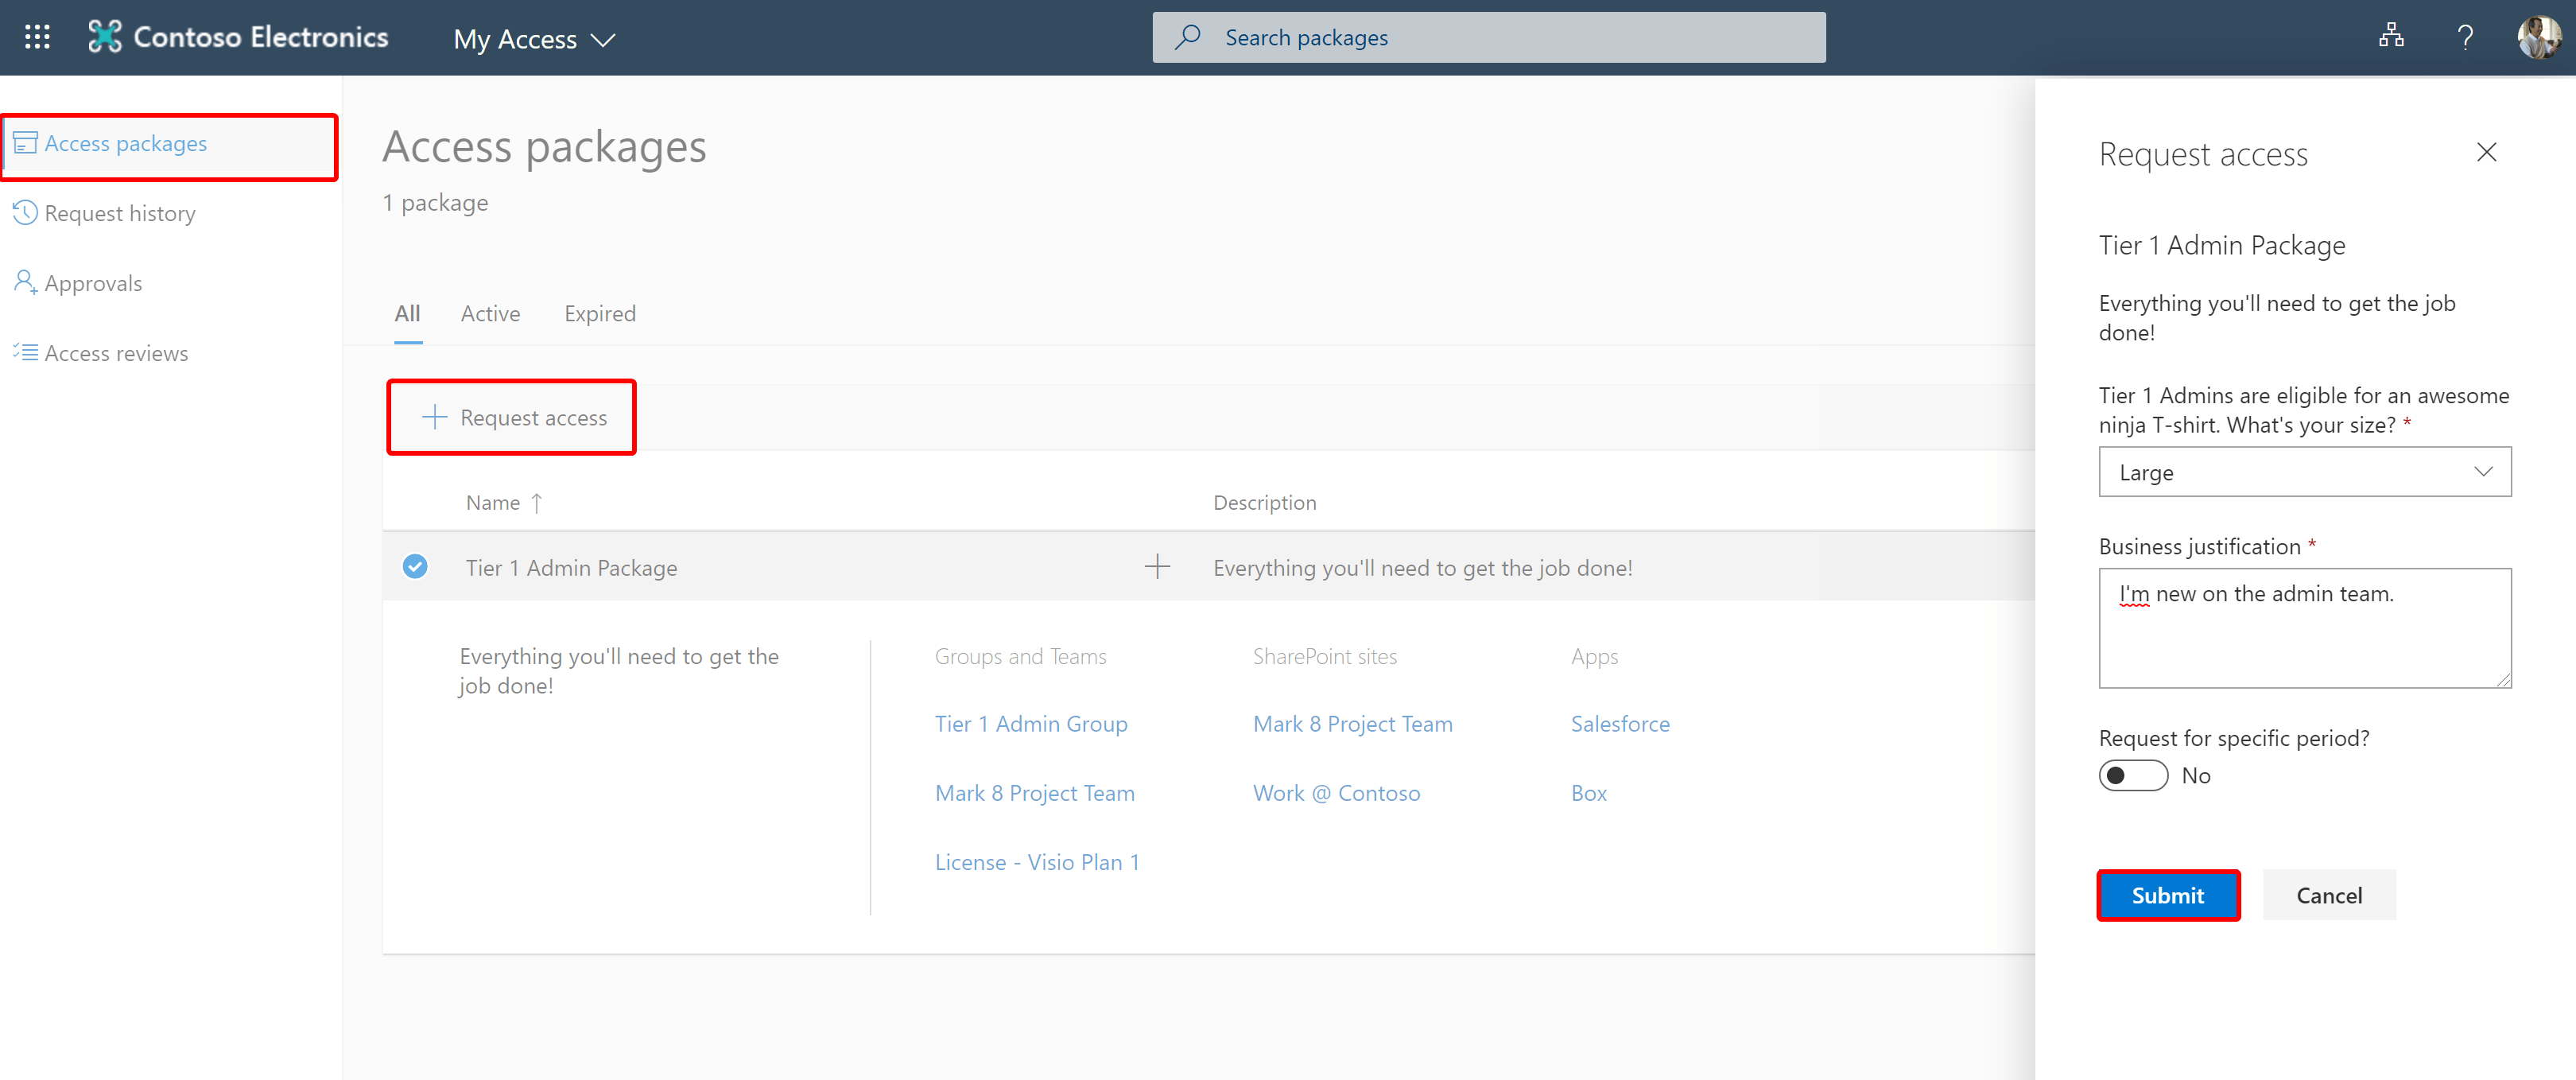 Contoso Electronics
My Access
Search packages
Access packages
Request history
Approvals
Access reviews
Access packages
1 package
All
Active
Expired
Request access
Name
Description
Tier 1 Admin Package
Everything you'll need to get the job done!
Everything you'll need to get the
job done!
Groups and Teams
Tier 1 Admin Group
Mark 8 Project Team
License - Visio Plan 1
SharePoint sites
Mark 8 Project Team
Work @ Contoso
Apps
Salesforce
Box
Request access
Tier 1 Admin Package
Everything you'll need to get the job
done!
Tier 1 Admins are eligible for an awesome
ninja T-shirt. What's your size? *
Large
Business justification *
I'm new on the admin team.
Request for specific period?
No
Submit
Cancel